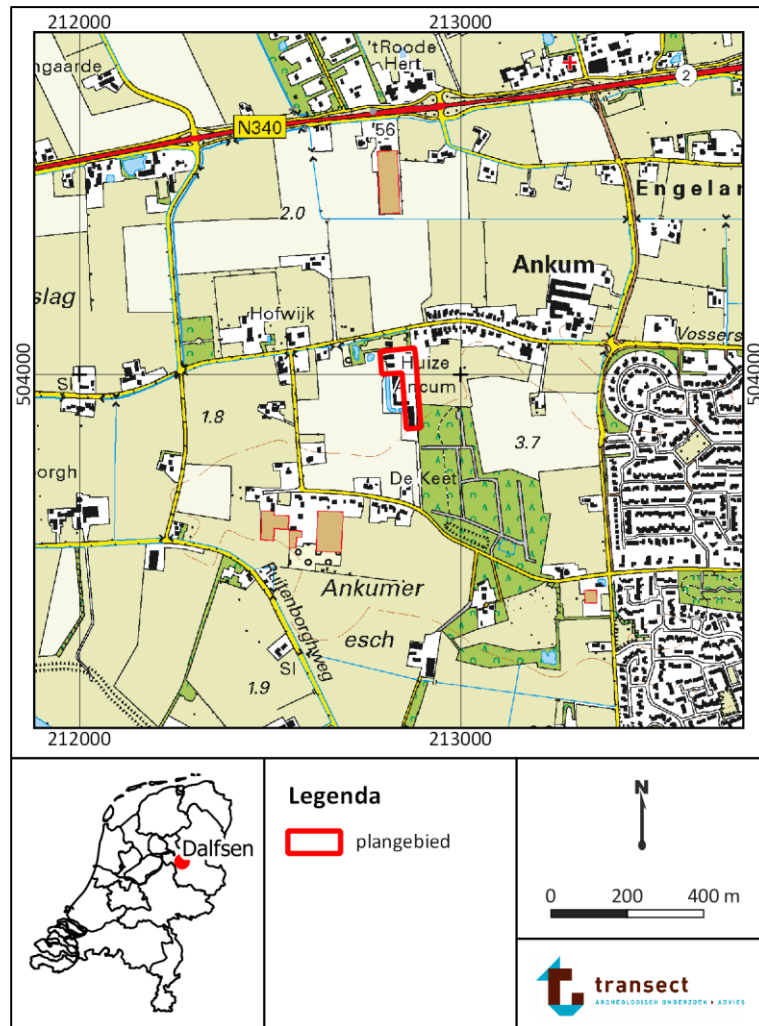 212000
213000
'tRoode
Hert
ngaarde
2
N340
'56
Engelar
2.0
Ankum
slag
Hofwijk
Vossers
504000
504000
Huize
Ancum
Sl
1.8
3.7
orgh
De Keet
Ruitenborghweg
Ankumer
esch
Sl
1.9
212000
213000
Legenda
plangebied
Dalfsen
N
0 200 400 m
transect
ARCHEOLOGISCH ONDERZOEK ▸ ADVIES